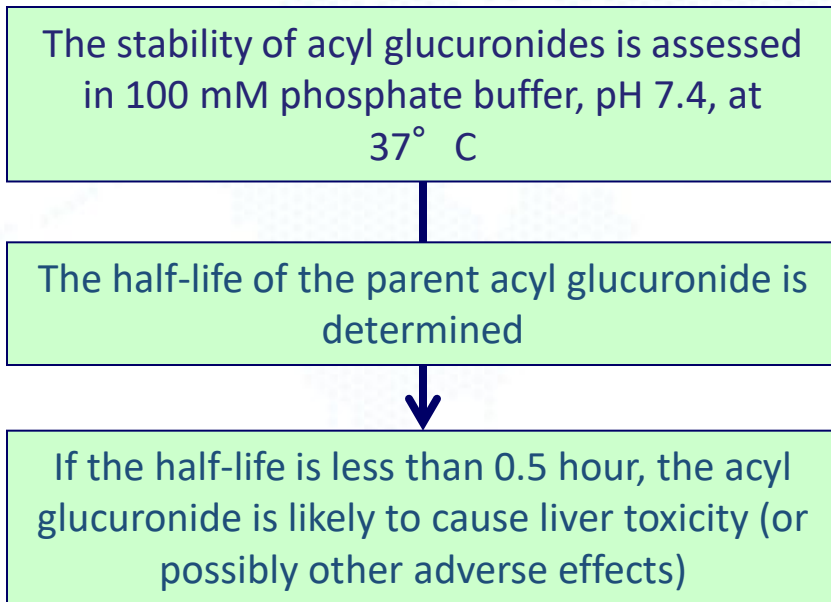 The stability of acyl glucuronides is assessed
in 100 mM phosphate buffer, pH 7.4, at
37° C
The half-life of the parent acyl glucuronide is
determined
If the half-life is less than 0.5 hour, the acyl
glucuronide is likely to cause liver toxicity (or
possibly other adverse effects)